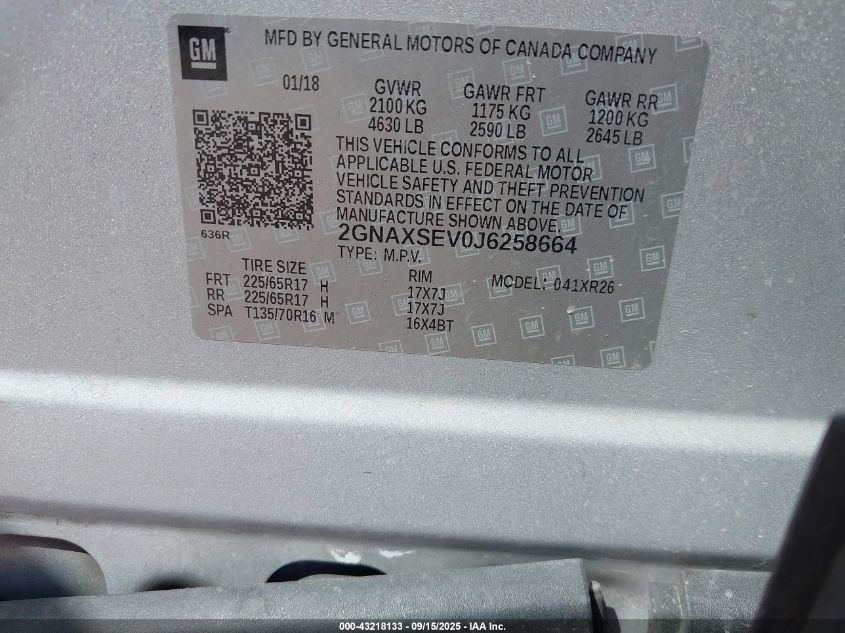 GM
MFD BY GENERAL MOTORS OF CANADA COMPANY
01/18
GVWR GAWR FRT GAWR RR
2100 KG 1175 KG 1200 KG
4630 LB 2590 LB 2645 LB
THIS VEHICLE CONFORMS TO ALL
APPLICABLE U.S. FEDERAL MOTOR
VEHICLE SAFETY AND THEFT PREVENTION
STANDARDS IN EFFECT ON THE DATE OF
MANUFACTURE SHOWN ABOVE.
636R
2GNAXSEV0J6258664
TYPE: M.P.V.
TIRE SIZE RIM MODEL: 041XR26
FRT 225/65R17 H 17X7J
RR 225/65R17 H 17X7J
SPA T135/70R16 M 16X4BT
000-43218133 - 09/15/2025 - IAA Inc.